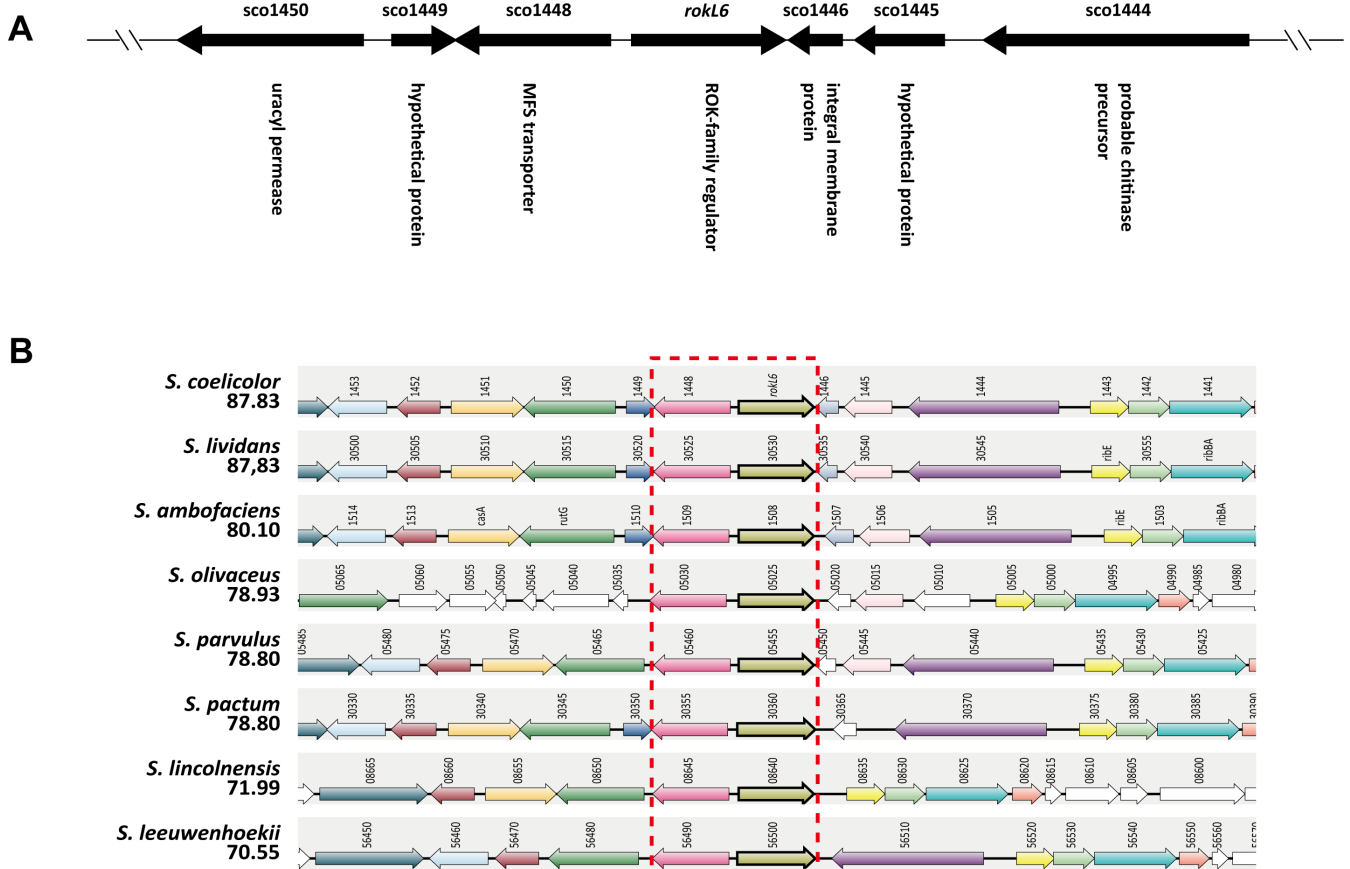 A
sco1450 sco1449 sco1448 rokL6 sco1446 sco1445 sco1444
uracyl permease
hypothetical protein
MFS transporter
ROK-family regulator
integral membrane
protein
hypothetical protein
probable chitinase
precursor
B
S. coelicolor
87.83
1453 1452 1451 1450 1449 1448 rokL6 1446 1445 1444 1443 1442 1441
S. lividans
87,83
30500 30505 30510 30515 30520 30525 30530 30535 30540 30545 ribE 30555 ribBA
S. ambofaciens
80.10
1514 1513 casA rutG 1510 1509 1508 1507 1506 1505 ribE 1503 ribBA
S. olivaceus
78.93
05065 05060 05055 05050 05045 05040 05035 05030 05025 05020 05015 05010 05005 05000 04995 04990 04985 04980
S. parvulus
78.80
05485 05480 05475 05470 05465 05460 05455 05450 05445 05440 05435 05430 05425
S. pactum
78.80
30330 30335 30340 30345 30350 30355 30360 30365 30370 30375 30380 30385 30390
S. lincolnensis
71.99
08665 08660 08655 08650 08645 08640 08635 08630 08625 08620 08615 08610 08605 08600
S. leeuwenhoekii
70.55
56450 56460 56470 56480 56490 56500 56510 56520 56530 56540 56550 56560